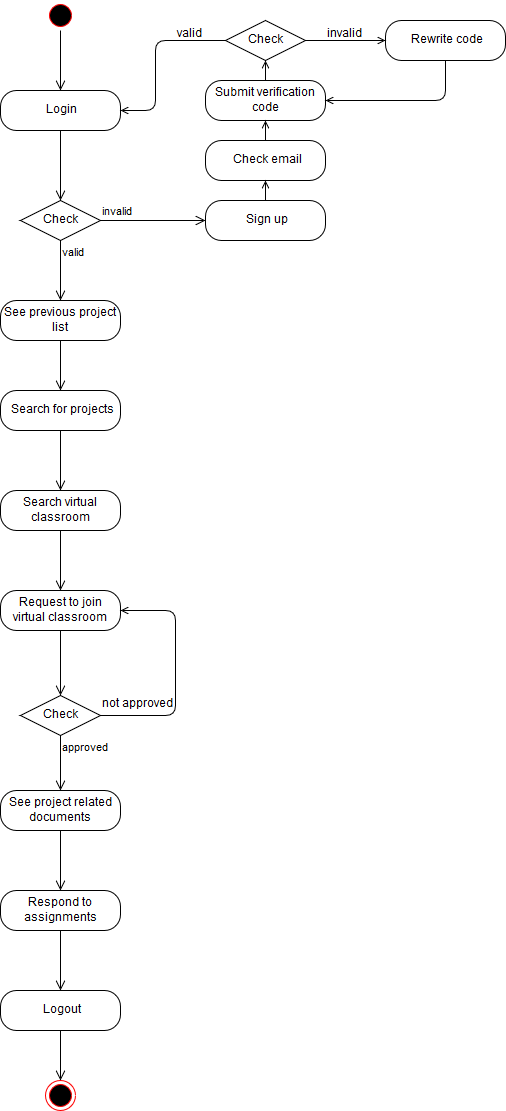 valid
Check
invalid
Rewrite code
Login
Submit verification
code
Check email
Check
invalid
Sign up
valid
See previous project
list
Search for projects
Search virtual
classroom
Request to join
virtual classroom
not approved
Check
approved
See project related
documents
Respond to
assignments
Logout